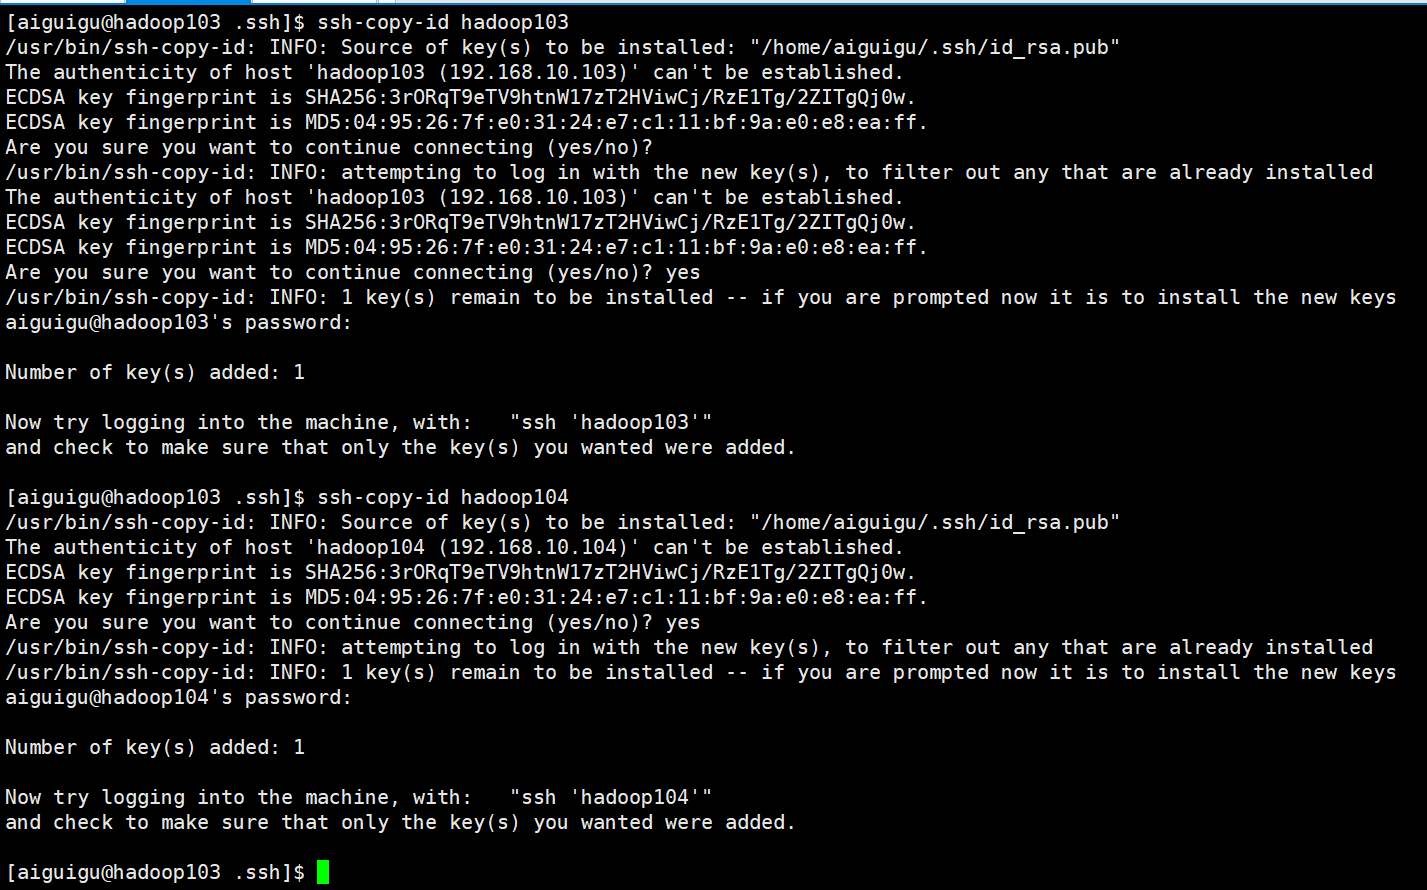 [aiguigu@hadoop103 .ssh]$ ssh-copy-id hadoop103
/usr/bin/ssh-copy-id: INFO: Source of key(s) to be installed: "/home/aiguigu/.ssh/id_rsa.pub"
The authenticity of host 'hadoop103 (192.168.10.103)' can't be established.
ECDSA key fingerprint is SHA256:3rORqT9eTV9htnW17zT2HViwCj/RzE1Tg/2ZITgQj0w.
ECDSA key fingerprint is MD5:04:95:26:7f:e0:31:24:e7:c1:11:bf:9a:e0:e8:ea:ff.
Are you sure you want to continue connecting (yes/no)?
/usr/bin/ssh-copy-id: INFO: attempting to log in with the new key(s), to filter out any that are already installed
The authenticity of host 'hadoop103 (192.168.10.103)' can't be established.
ECDSA key fingerprint is SHA256:3rORqT9eTV9htnW17zT2HViwCj/RzE1Tg/2ZITgQj0w.
ECDSA key fingerprint is MD5:04:95:26:7f:e0:31:24:e7:c1:11:bf:9a:e0:e8:ea:ff.
Are you sure you want to continue connecting (yes/no)? yes
/usr/bin/ssh-copy-id: INFO: 1 key(s) remain to be installed -- if you are prompted now it is to install the new keys
aiguigu@hadoop103's password:
Number of key(s) added: 1
Now try logging into the machine, with:   "ssh 'hadoop103'"
and check to make sure that only the key(s) you wanted were added.
[aiguigu@hadoop103 .ssh]$ ssh-copy-id hadoop104
/usr/bin/ssh-copy-id: INFO: Source of key(s) to be installed: "/home/aiguigu/.ssh/id_rsa.pub"
The authenticity of host 'hadoop104 (192.168.10.104)' can't be established.
ECDSA key fingerprint is SHA256:3rORqT9eTV9htnW17zT2HViwCj/RzE1Tg/2ZITgQj0w.
ECDSA key fingerprint is MD5:04:95:26:7f:e0:31:24:e7:c1:11:bf:9a:e0:e8:ea:ff.
Are you sure you want to continue connecting (yes/no)? yes
/usr/bin/ssh-copy-id: INFO: attempting to log in with the new key(s), to filter out any that are already installed
/usr/bin/ssh-copy-id: INFO: 1 key(s) remain to be installed -- if you are prompted now it is to install the new keys
aiguigu@hadoop104's password:
Number of key(s) added: 1
Now try logging into the machine, with:   "ssh 'hadoop104'"
and check to make sure that only the key(s) you wanted were added.
[aiguigu@hadoop103 .ssh]$